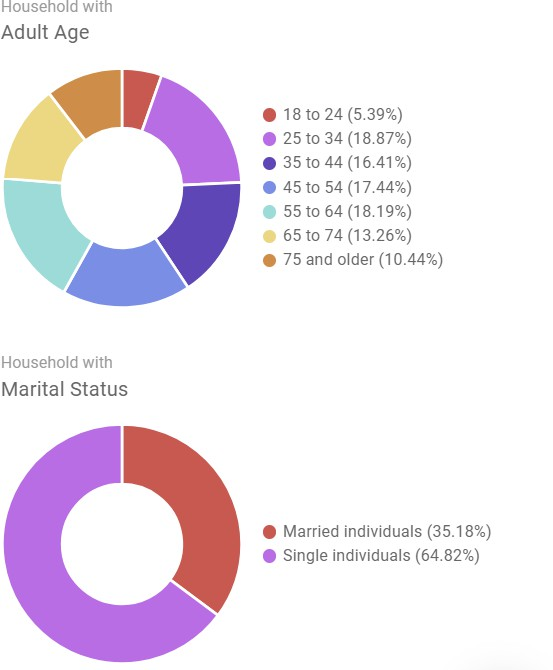 Household with
Adult Age
18 to 24 (5.39%)
25 to 34 (18.87%)
35 to 44 (16.41%)
45 to 54 (17.44%)
55 to 64 (18.19%)
65 to 74 (13.26%)
75 and older (10.44%)
Household with
Marital Status
Married individuals (35.18%)
Single individuals (64.82%)